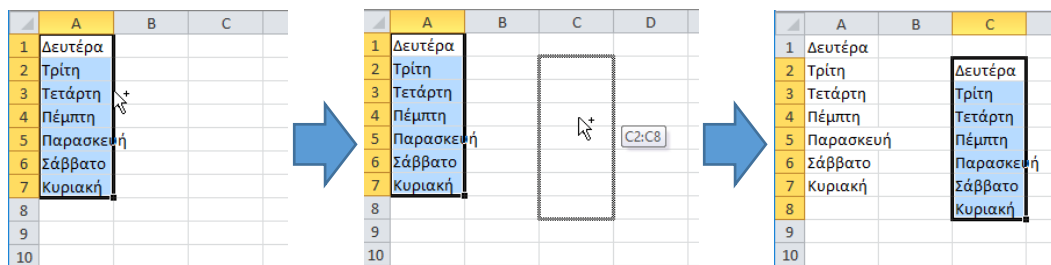 A B C
1 Δευτέρα
2 Τρίτη
3 Τετάρτη
4 Πέμπτη
5 Παρασκευή
6 Σάββατο
7 Κυριακή
8
9
10
A B C D
1 Δευτέρα
2 Τρίτη
3 Τετάρτη
4 Πέμπτη
5 Παρασκευή C2:C8
6 Σάββατο
7 Κυριακή
8
9
10
A B C
1 Δευτέρα
2 Τρίτη Δευτέρα
3 Τετάρτη Τρίτη
4 Πέμπτη Τετάρτη
5 Παρασκευή Πέμπτη
6 Σάββατο Παρασκευή
7 Κυριακή Σάββατο
8 Κυριακή
9
10